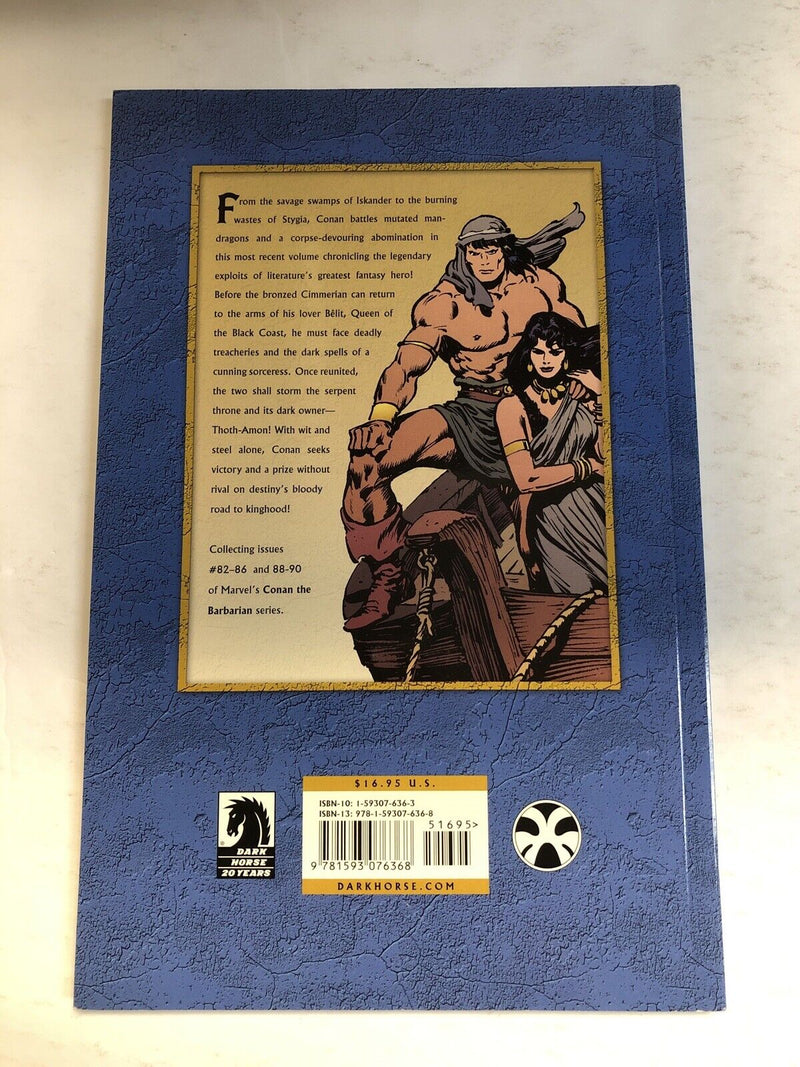 From the savage swamps of Iskander to the burning
wastes of Stygia, Conan battles mutated man-
dragons and a corpse-devouring abomination in
this most recent volume chronicling the legendary
exploits of literature's greatest fantasy hero!
Before the bronzed Cimmerian can return
to the arms of his lover Bêlit, Queen of
the Black Coast, he must face deadly
treacheries and the dark spells of a
cunning sorceress. Once reunited,
the two shall storm the serpent
throne and its dark owner—
Thoth-Amon! With wit and
steel alone, Conan seeks
victory and a prize without
rival on destiny's bloody
road to kinghood!
Collecting issues
#82–86 and 88-90
of Marvel's Conan the
Barbarian series.
$16.95 U.S.
ISBN-10: 1-59307-636-3
ISBN-13: 978-1-59307-636-8
51695>
9 781593 076368
DARKHORSE.COM
DARK
HORSE
20 YEARS